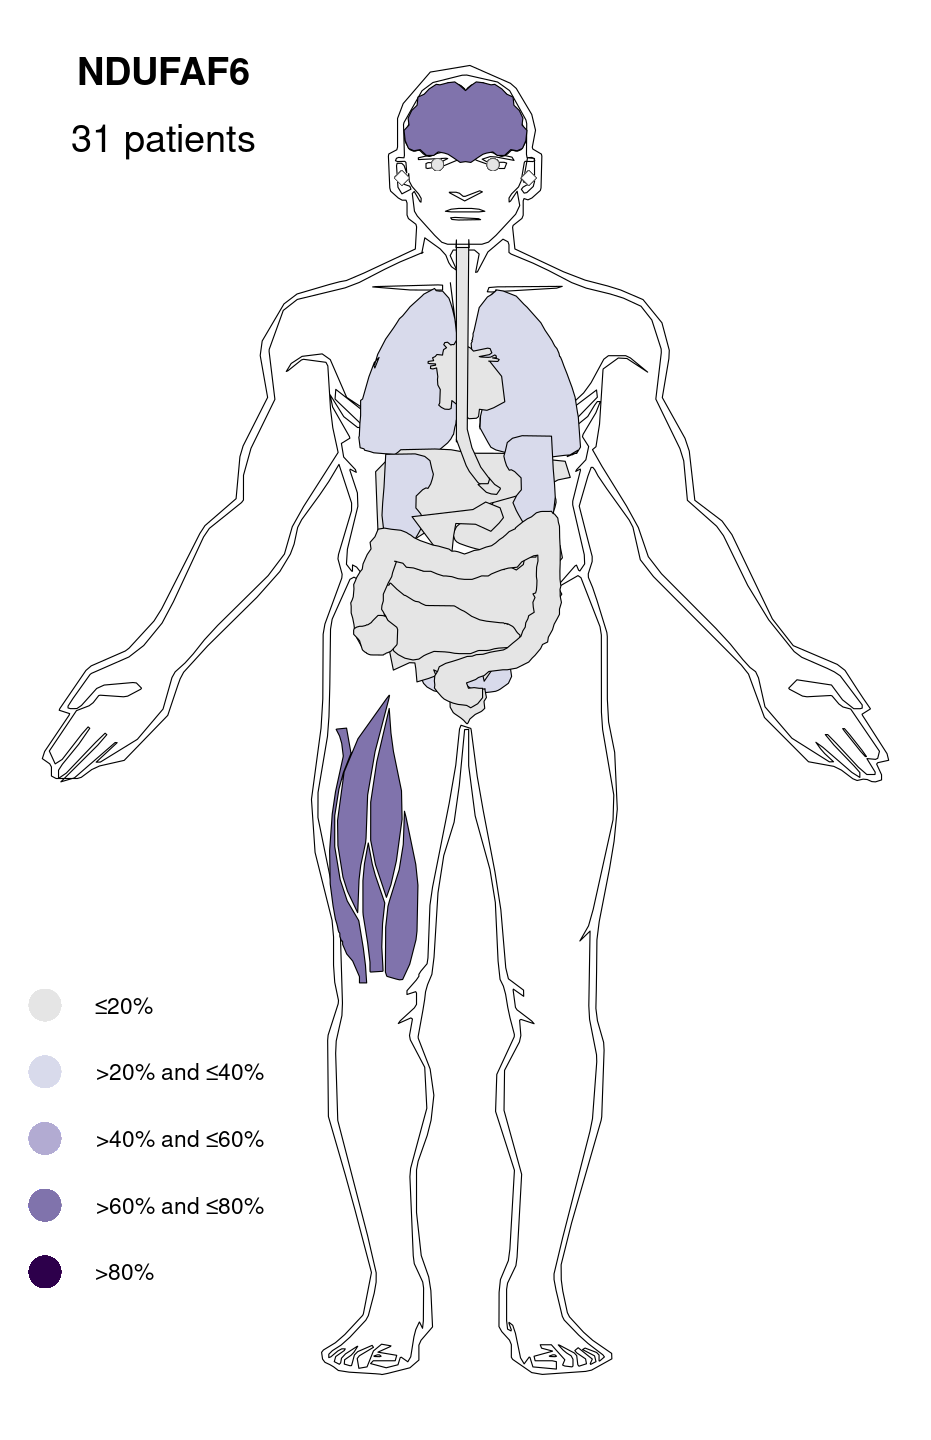 NDUFAF6
31 patients
≤20%
>20% and ≤40%
>40% and ≤60%
>60% and ≤80%
>80%